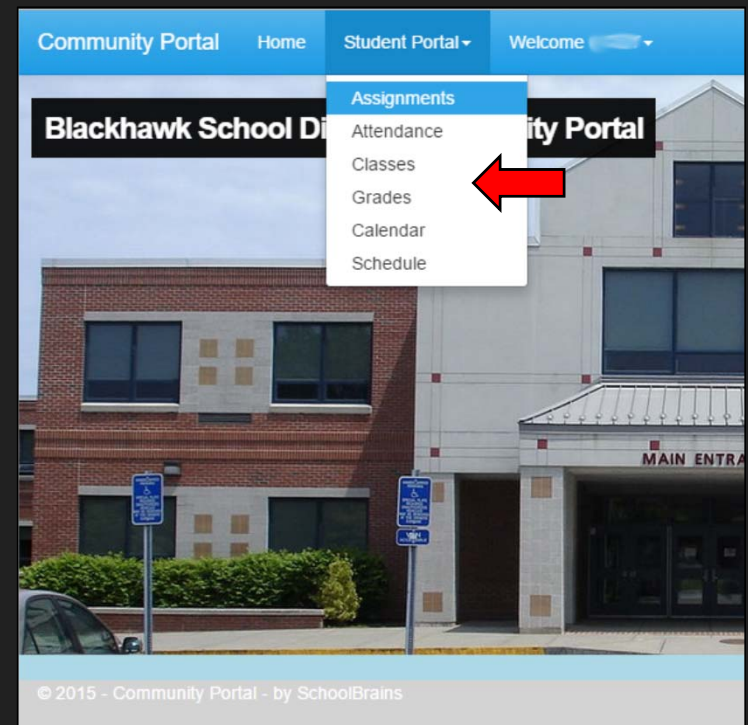 Community Portal Home Student Portal Welcome
Assignments
Blackhawk School Di ity Portal
Attendance
Classes
Grades
Calendar
Schedule
MAIN ENTRA
© 2015 - Community Portal - by SchoolBrains